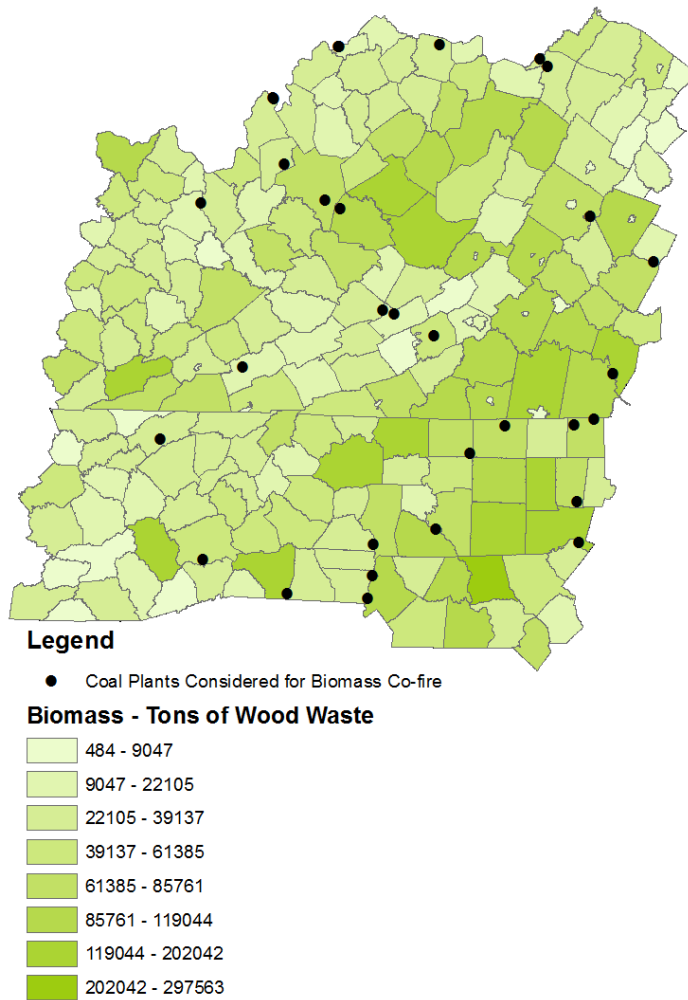 Legend
Coal Plants Considered for Biomass Co-fire
Biomass - Tons of Wood Waste
484 - 9047
9047 - 22105
22105 - 39137
39137 - 61385
61385 - 85761
85761 - 119044
119044 - 202042
202042 - 297563